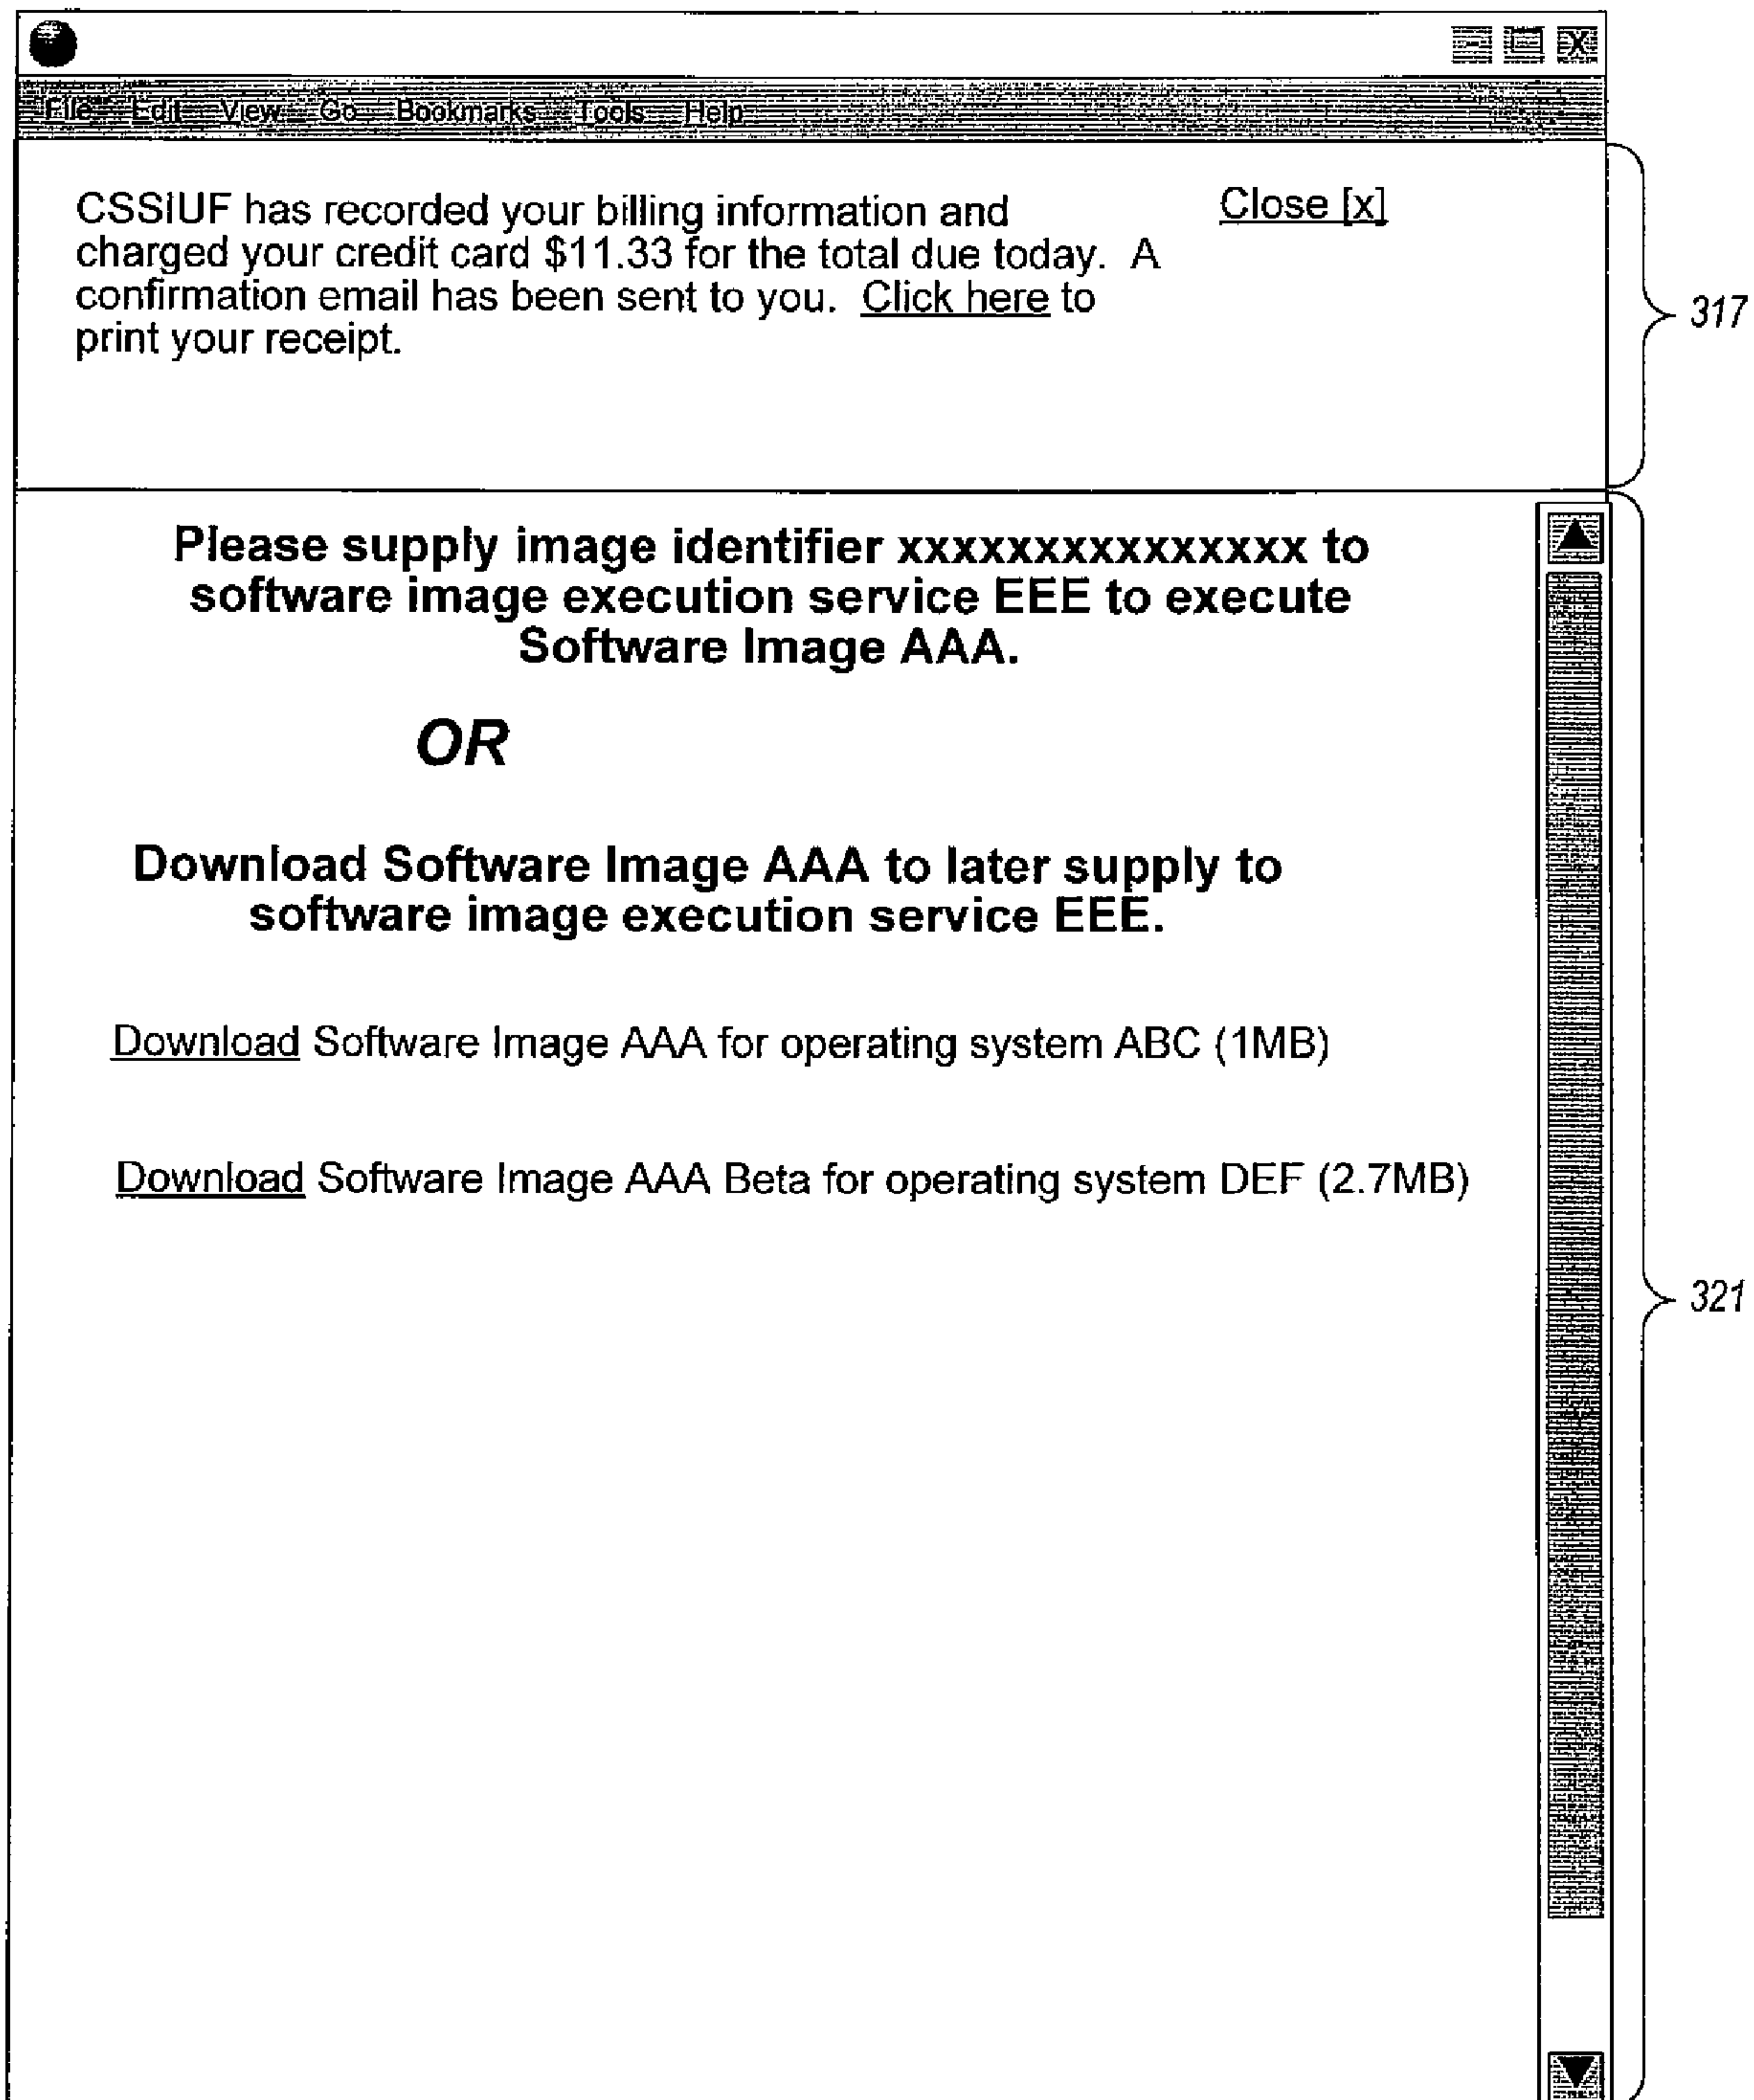 X
File Edit View Go Bookmarks Tools Help
CSSIUF has recorded your billing information and
charged your credit card $11.33 for the total due today. A
confirmation email has been sent to you. Click here to
print your receipt.
Close [x]
317
Please supply image identifier xxxxxxxxxxxxxxx to
software image execution service EEE to execute
Software Image AAA.
OR
Download Software Image AAA to later supply to
software image execution service EEE.
Download Software Image AAA for operating system ABC (1MB)
Download Software Image AAA Beta for operating system DEF (2.7MB)
321